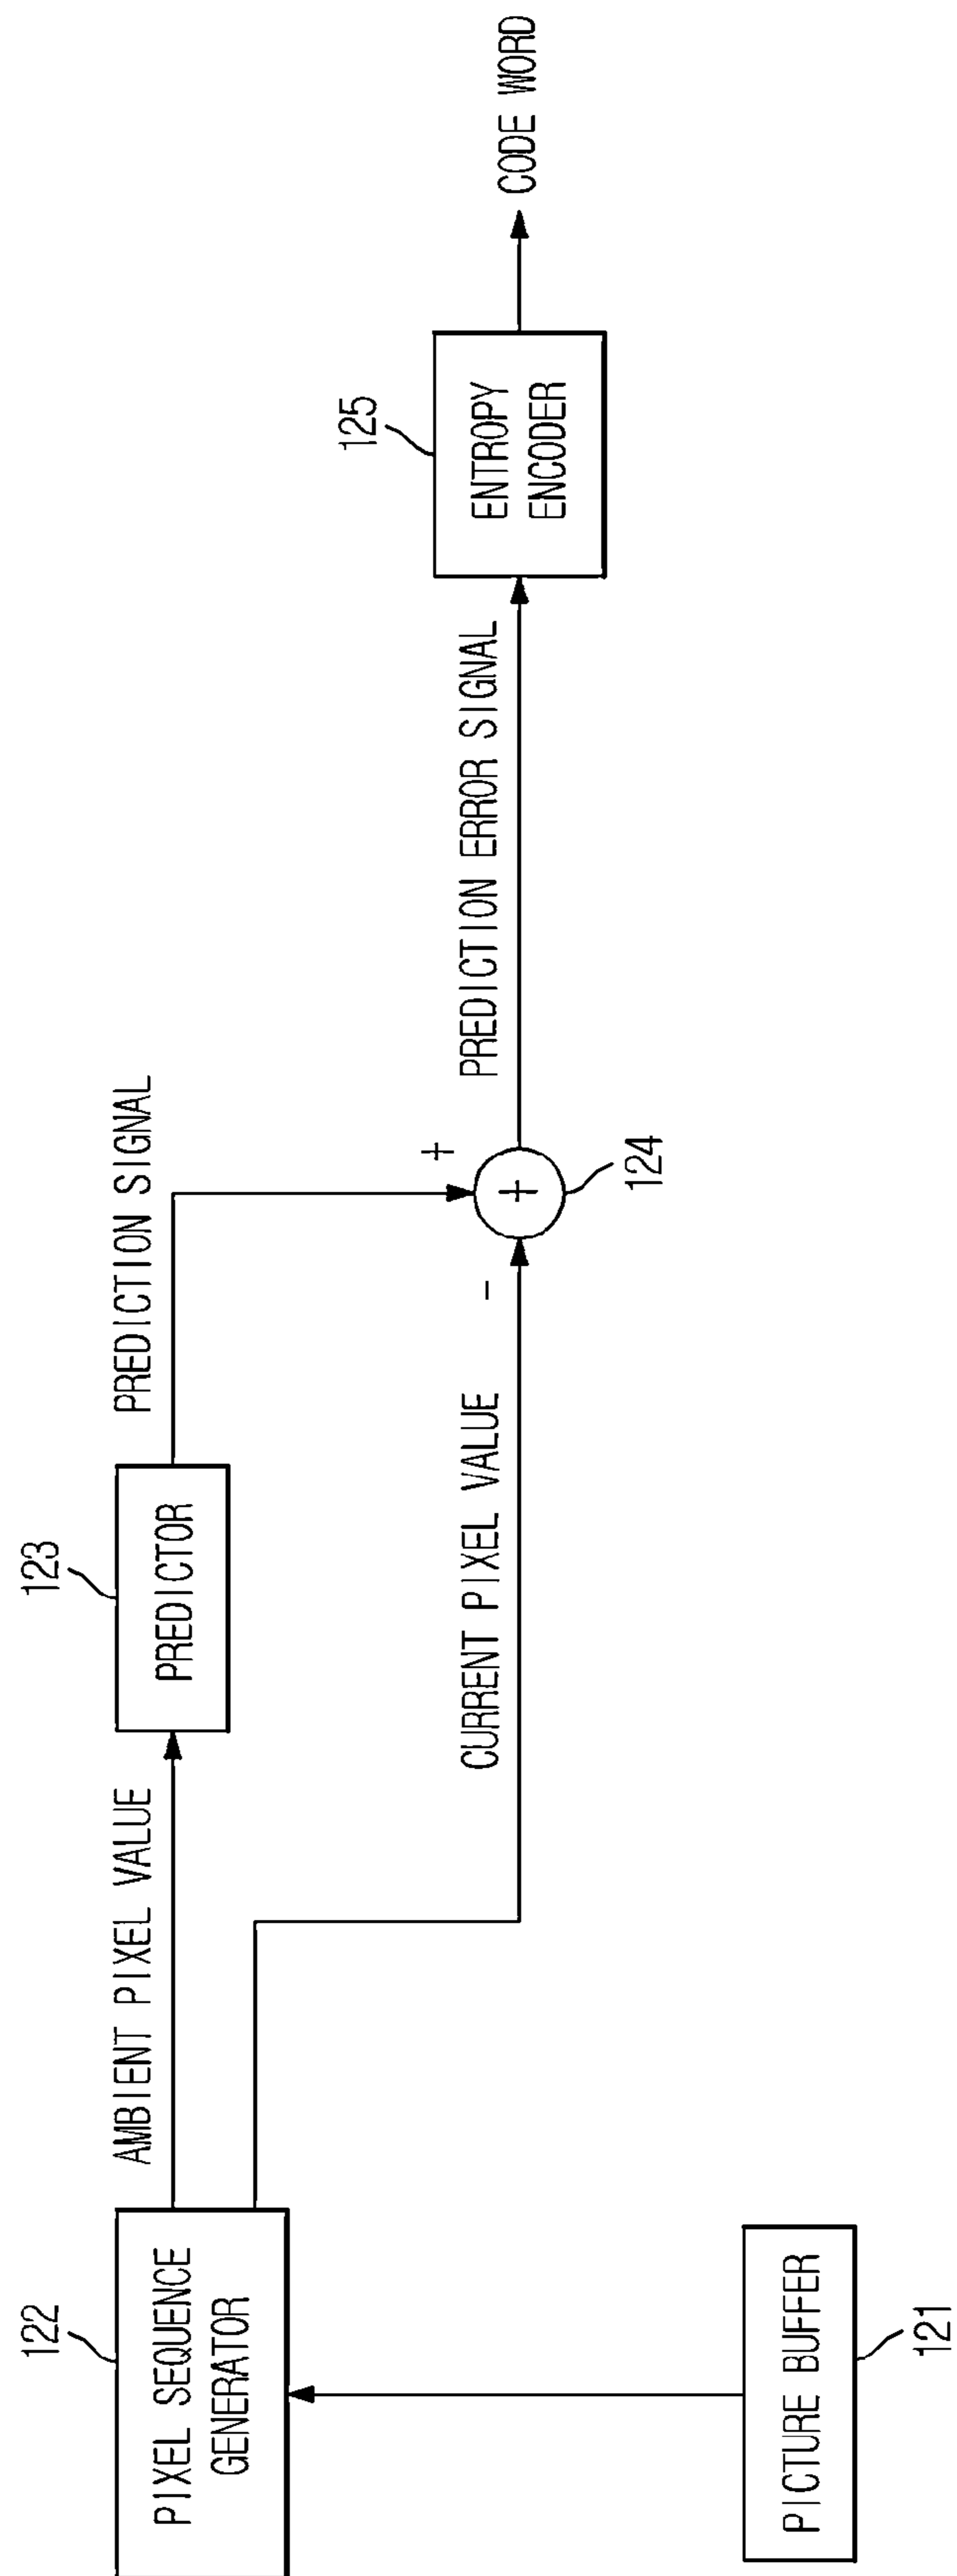 122
PIXEL SEQUENCE
GENERATOR
AMBIENT PIXEL VALUE
123
PREDICTOR
PREDICTION SIGNAL
PICTURE BUFFER
121
CURRENT PIXEL VALUE
-
+
+
124
PREDICTION ERROR SIGNAL
125
ENTROPY
ENCODER
CODE WORD